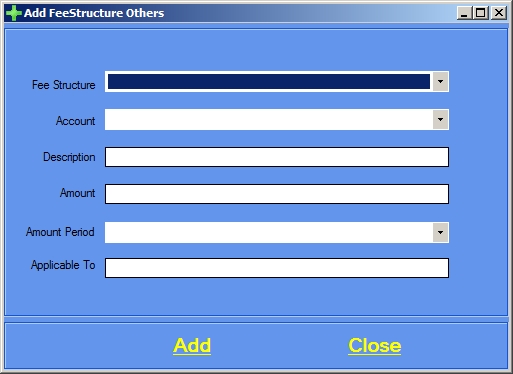 Add FeeStructure Others
Fee Structure
Account
Description
Amount
Amount Period
Applicable To
Add Close